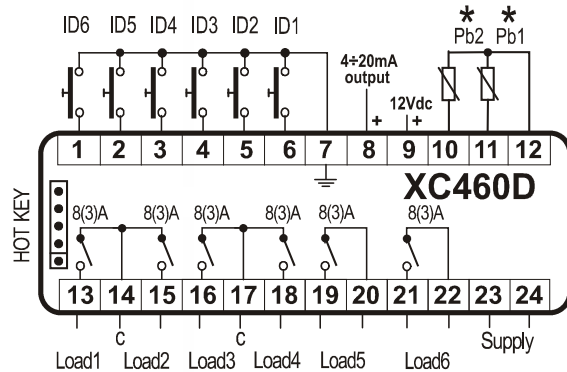 ID6 ID5 ID4 ID3 ID2 ID1
* *
Pb2 Pb1
4÷20mA
output
12Vdc
+ +
1 2 3 4 5 6 7 8 9 10 11 12
XC460D
HOT KEY
8(3)A 8(3)A 8(3)A 8(3)A 8(3)A 8(3)A
13 14 15 16 17 18 19 20 21 22 23 24
C C
Supply
Load1 Load2 Load3 Load4 Load5 Load6